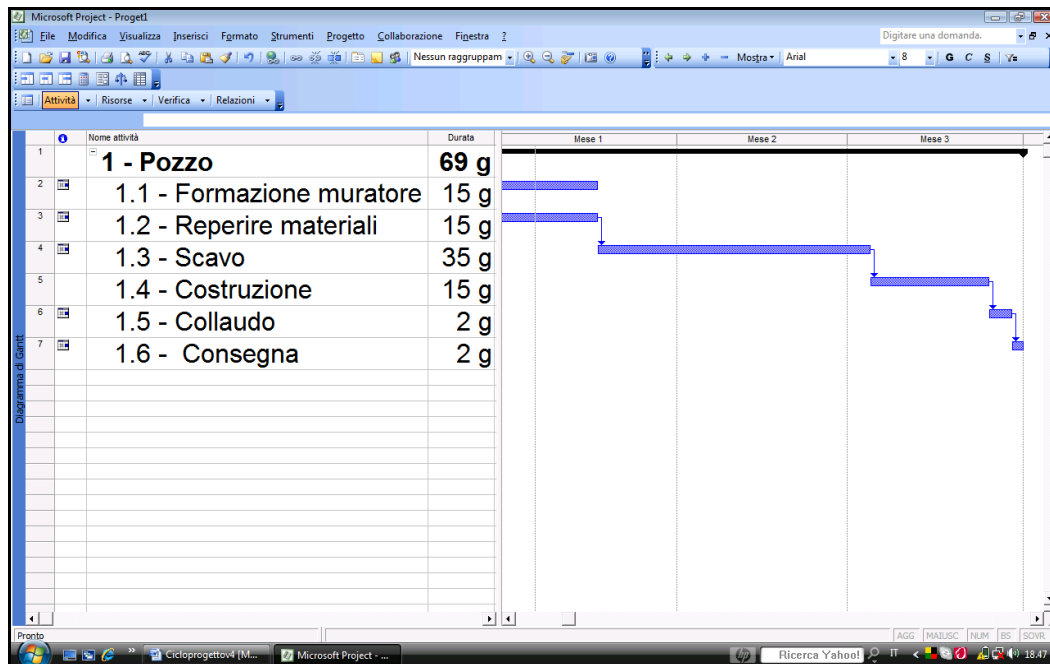 Microsoft Project - Proget1
File Modifica Visualizza Inserisci Formato Strumenti Progetto Collaborazione Finestra ? Digitare una domanda.
Nessun raggruppam Mostra Arial 8 G C S
Attività Risorse Verifica Relazioni
Nome attività Durata Mese 1 Mese 2 Mese 3
1 1 - Pozzo 69 g
2 1.1 - Formazione muratore 15 g
3 1.2 - Reperire materiali 15 g
4 1.3 - Scavo 35 g
5 1.4 - Costruzione 15 g
6 1.5 - Collaudo 2 g
7 1.6 - Consegna 2 g
Diagramma di Gantt
Pronto AGG MAIUSC NUM BS SOVR
Cicloprogettov4 [M... Microsoft Project - ... hp Ricerca Yahoo! IT 18.47